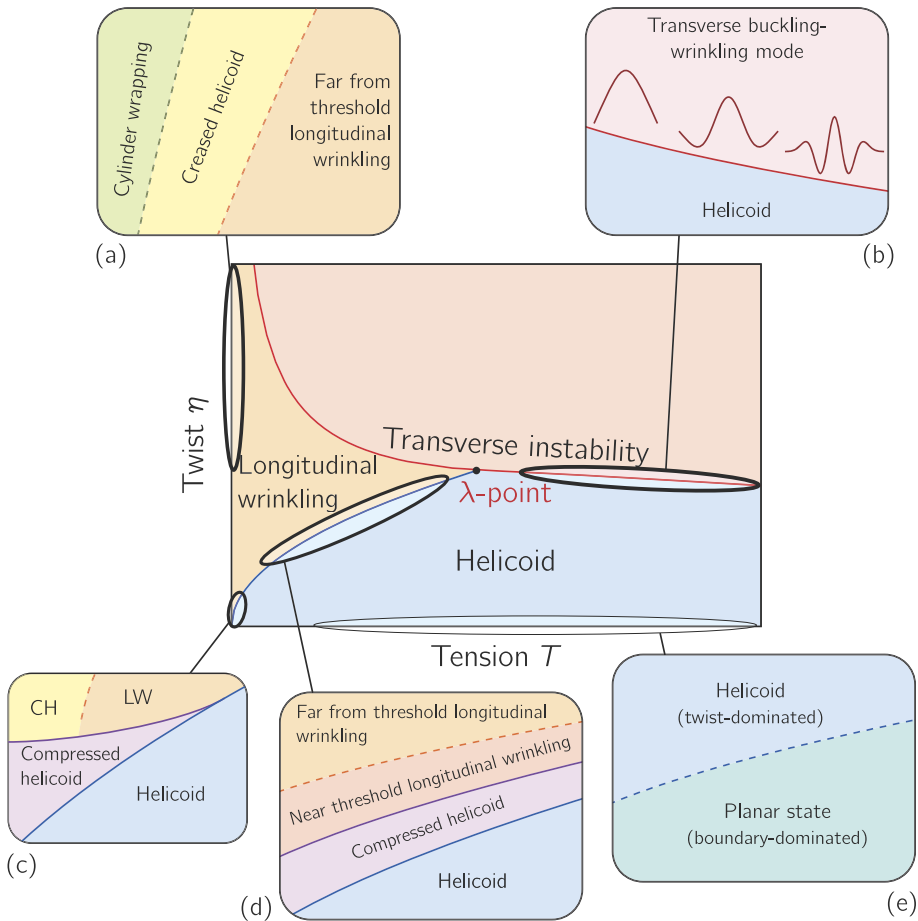 Cylinder wrapping
Creased helicoid
Far from
threshold
longitudinal
wrinkling
(a)
Transverse buckling-
wrinkling mode
Helicoid
(b)
Twist η
Longitudinal
wrinkling
Transverse instability
λ-point
Helicoid
Tension T
CH
LW
Compressed
helicoid
Helicoid
(c)
Far from threshold longitudinal
wrinkling
Near threshold longitudinal wrinkling
Compressed helicoid
Helicoid
(d)
Helicoid
(twist-dominated)
Planar state
(boundary-dominated)
(e)